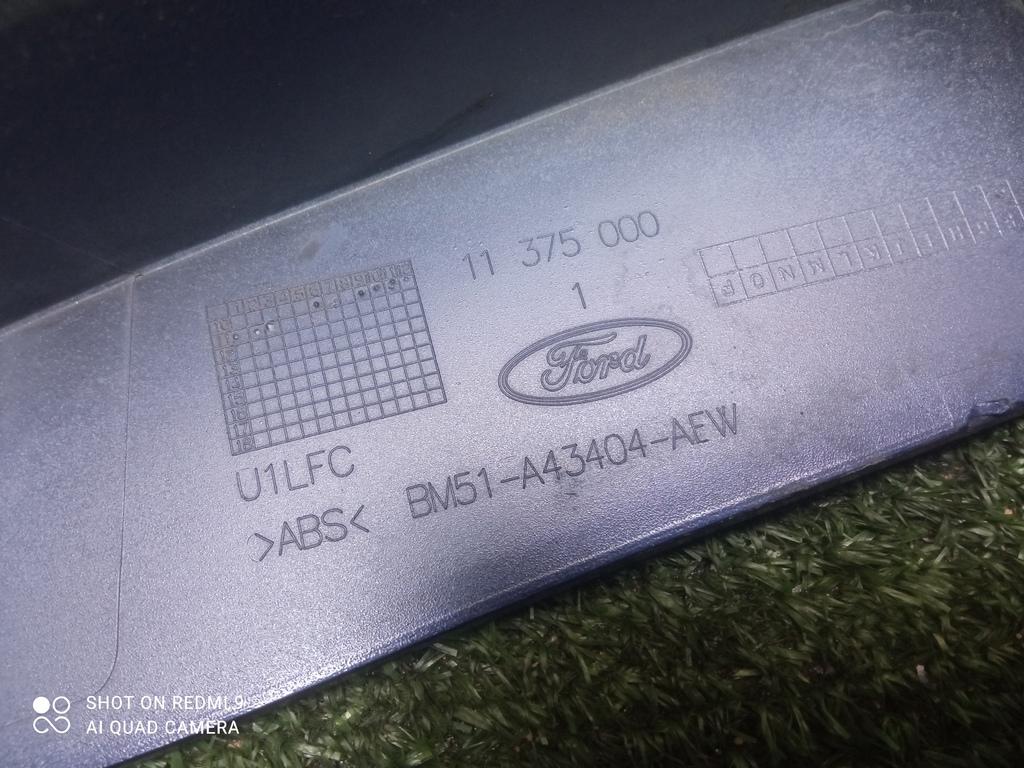 11 375 000
1
Ford
U1LFC
BM51-A43404-AEW
>ABS<
P O N M L K
SHOT ON REDMI 9
AI QUAD CAMERA